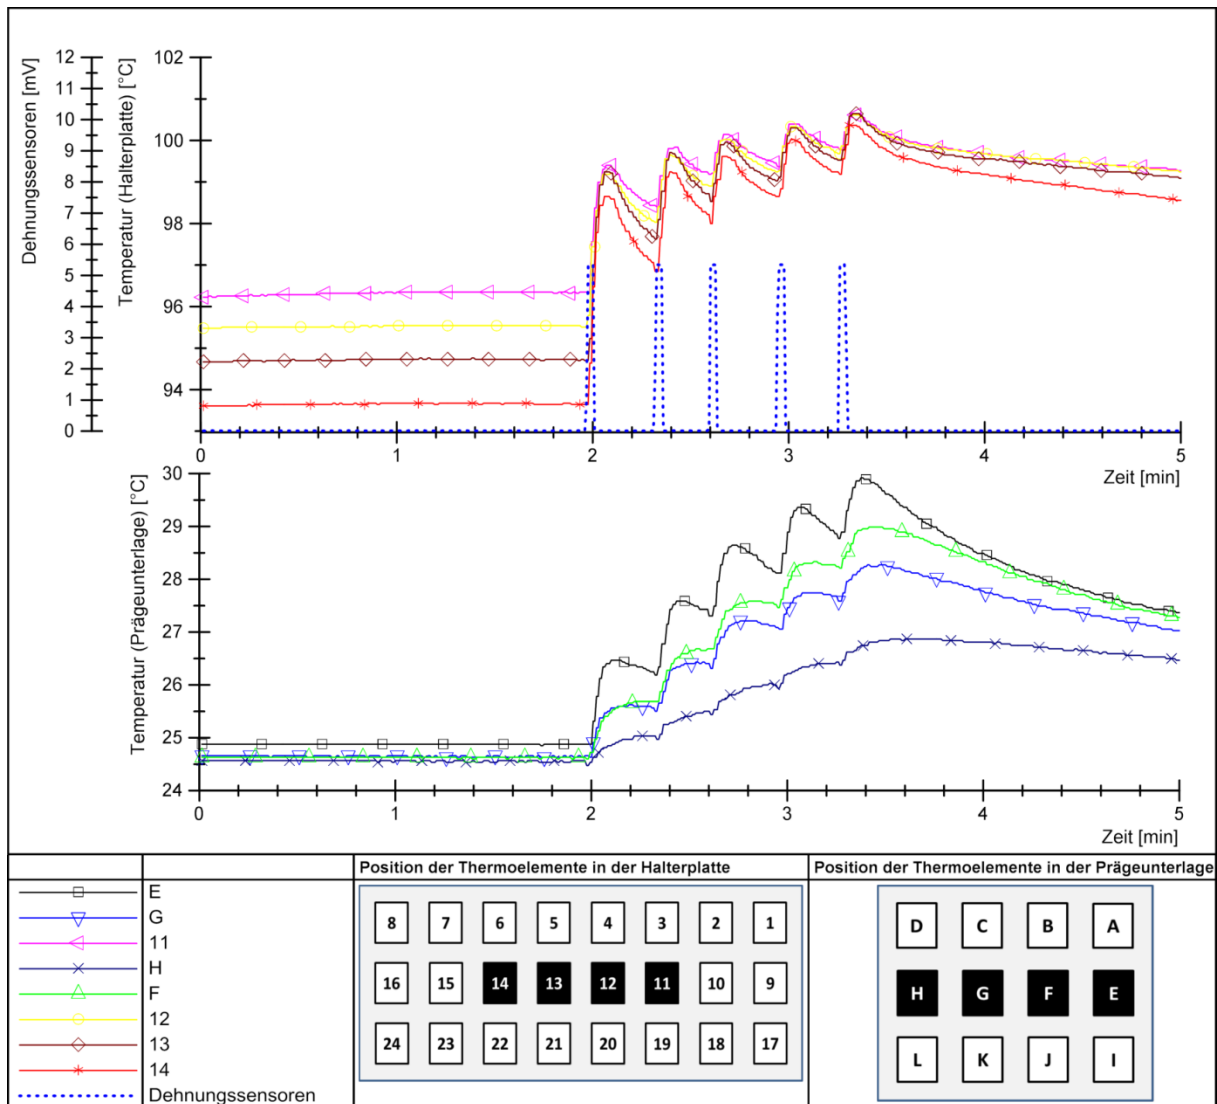 Dehnungssensoren [mV]
12
11
10
9
8
7
6
5
4
3
2
1
0
Temperatur (Halterplatte) [°C]
102
100
98
96
94
0 1 2 3 4 5
Zeit [min]
Temperatur (Prägeunterlage) [°C]
30
29
28
27
26
25
24
0 1 2 3 4 5
Zeit [min]
E
G
11
H
F
12
13
14
Dehnungssensoren
Position der Thermoelemente in der Halterplatte
8 7 6 5 4 3 2 1
16 15 14 13 12 11 10 9
24 23 22 21 20 19 18 17
Position der Thermoelemente in der Prägeunterlage
D C B A
H G F E
L K J I